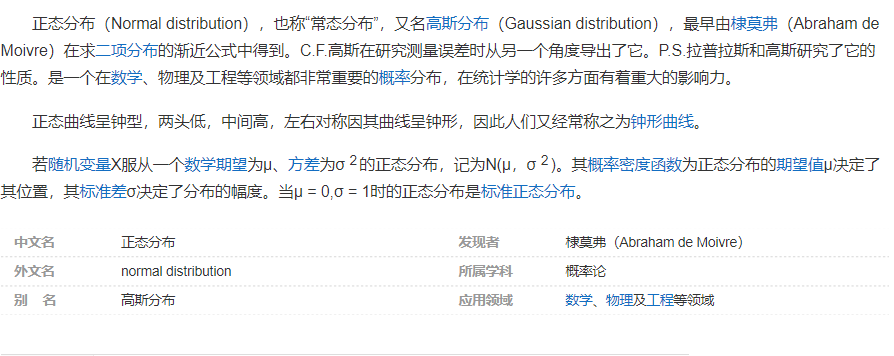 正态分布（Normal distribution），也称“常态分布”，又名高斯分布（Gaussian distribution），最早由棣莫弗（Abraham de
Moivre）在求二项分布的渐近公式中得到。C.F.高斯在研究测量误差时从另一个角度导出了它。P.S.拉普拉斯和高斯研究了它的
性质。是一个在数学、物理及工程等领域都非常重要的概率分布，在统计学的许多方面有着重大的影响力。
正态曲线呈钟型，两头低，中间高，左右对称因其曲线呈钟形，因此人们又经常称之为钟形曲线。
若随机变量X服从一个数学期望为μ、方差为σ²的正态分布，记为N(μ，σ²)。其概率密度函数为正态分布的期望值μ决定了
其位置，其标准差σ决定了分布的幅度。当μ = 0,σ = 1时的正态分布是标准正态分布。
中文名 正态分布 发现者 棣莫弗（Abraham de Moivre）
外文名 normal distribution 所属学科 概率论
别 名 高斯分布 应用领域 数学、物理及工程等领域